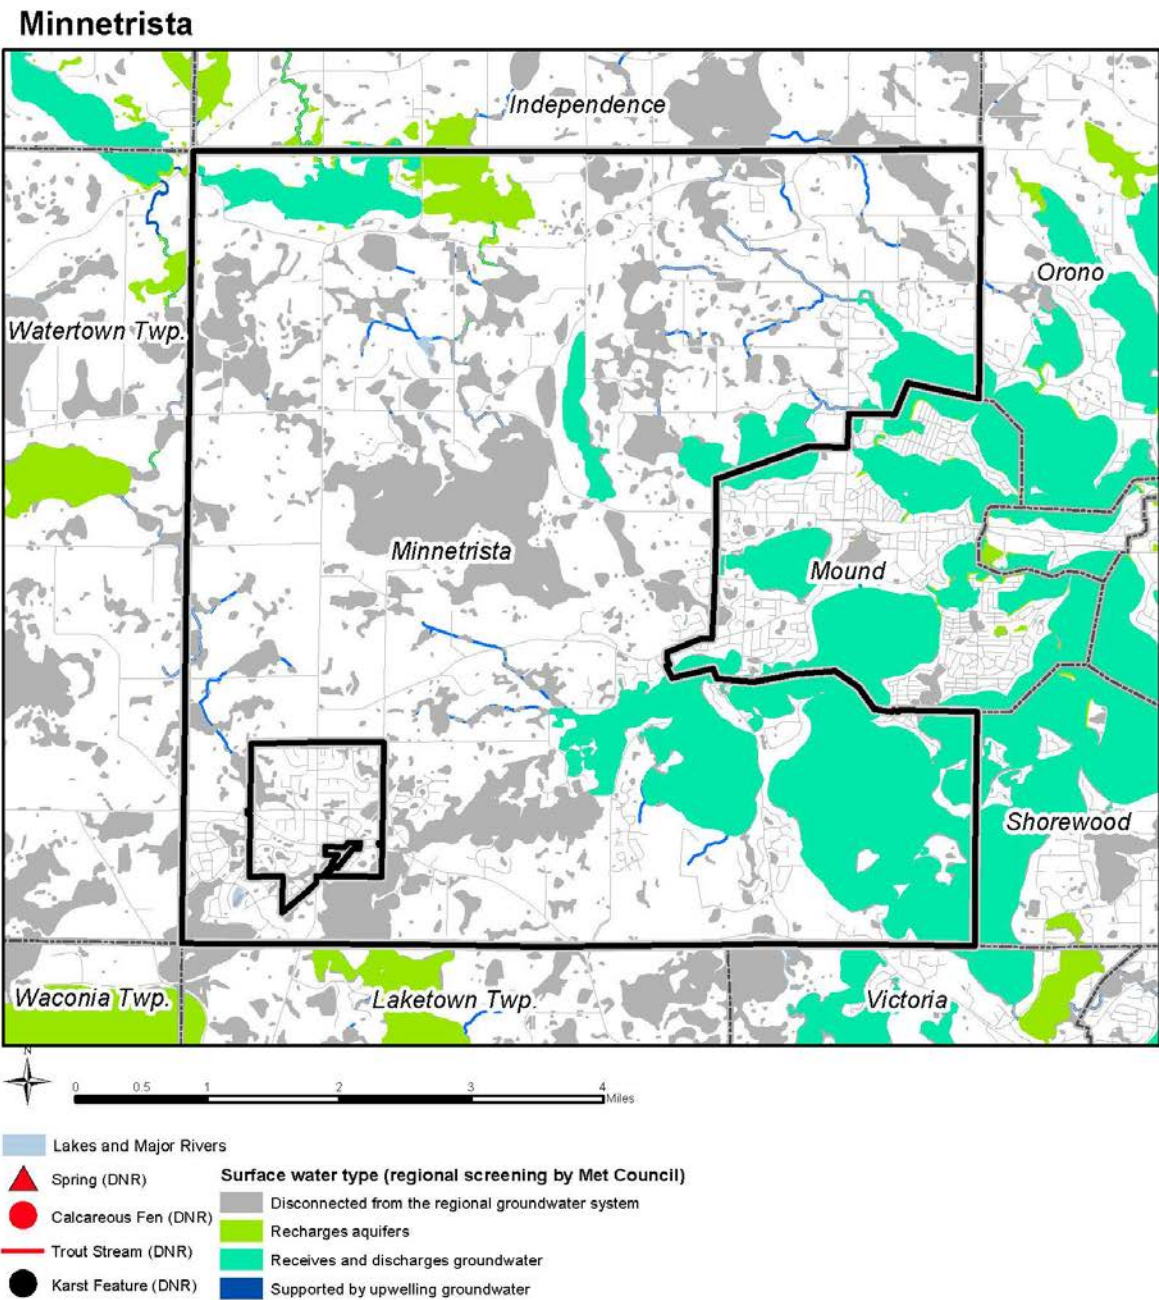 Minnetrista
Independence
Orono
Watertown Twp.
Minnetrista
Mound
Shorewood
Waconia Twp.
Laketown Twp.
Victoria
N
0 0.5 1 2 3 4
Miles
Lakes and Major Rivers
Spring (DNR)
Calcareous Fen (DNR)
Trout Stream (DNR)
Karst Feature (DNR)
Surface water type (regional screening by Met Council)
Disconnected from the regional groundwater system
Recharges aquifers
Receives and discharges groundwater
Supported by upwelling groundwater